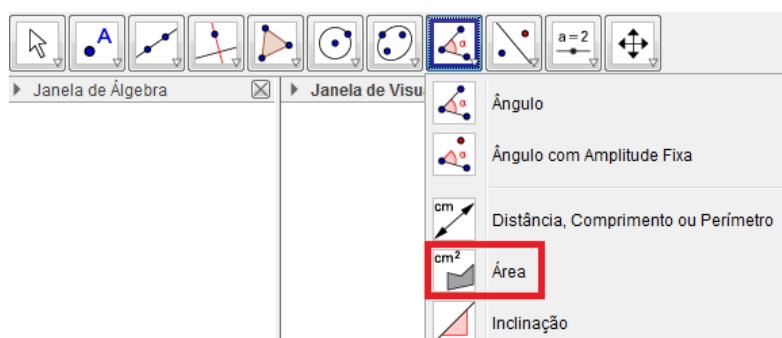 A
a = 2
Janela de Álgebra
Janela de Visu
α
Ângulo
α
Ângulo com Amplitude Fixa
cm
Distância, Comprimento ou Perímetro
cm²
Área
Inclinação